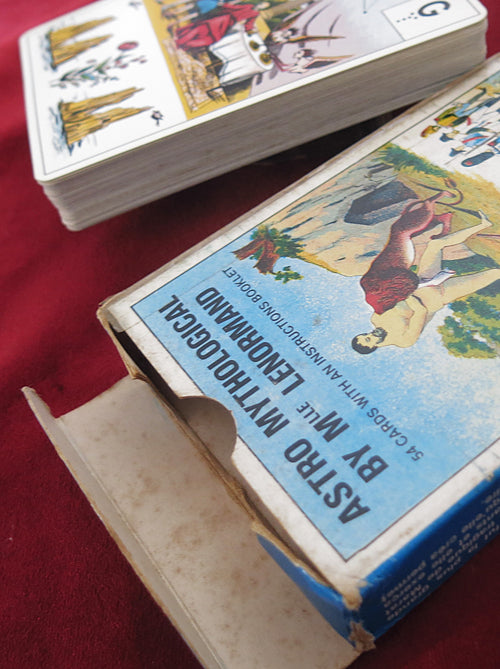 G
ASTRO MYTHOLOGICAL
BY MLLE LENORMAND
54 CARDS WITH AN INSTRUCTIONS BOOKLET